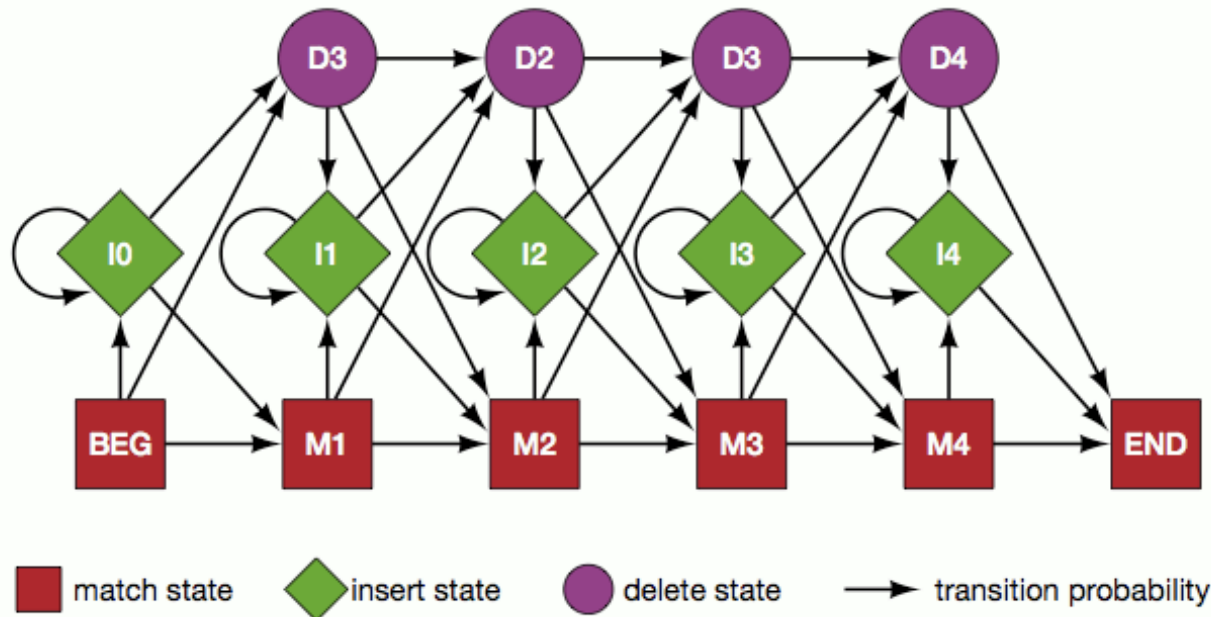 D3 D2 D3 D4
I0 I1 I2 I3 I4
BEG M1 M2 M3 M4 END
match state insert state delete state transition probability